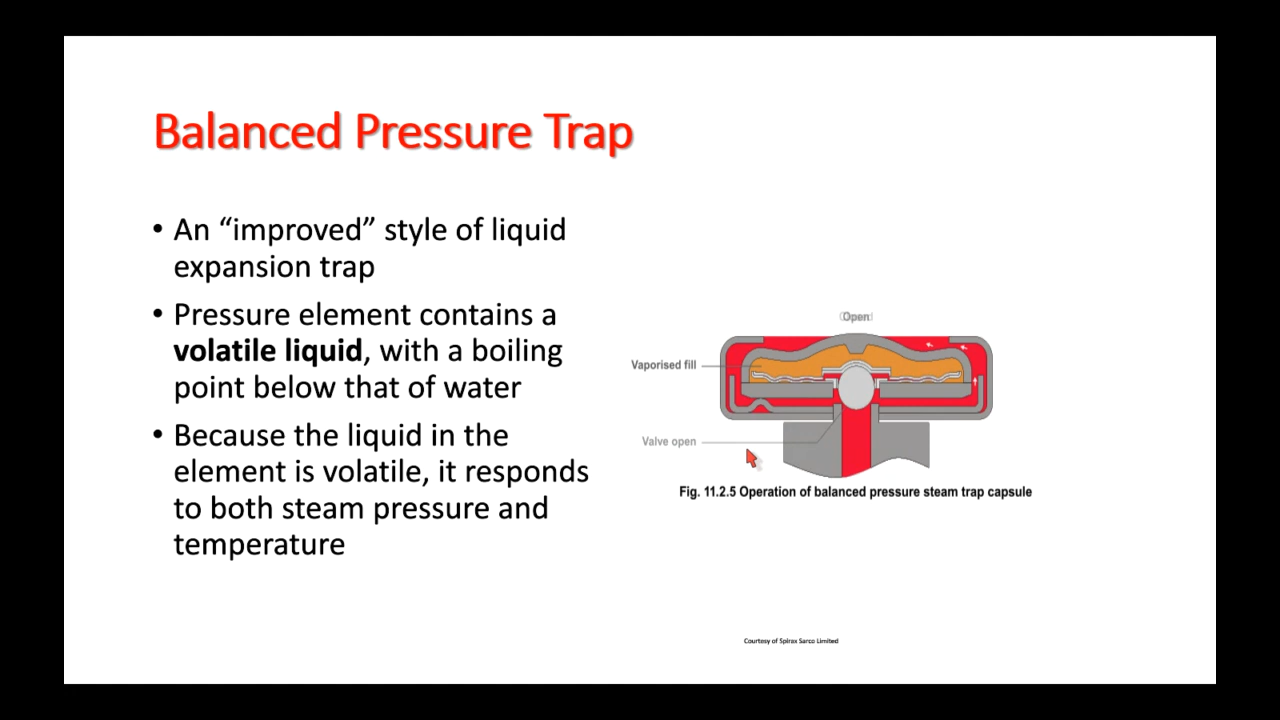 Balanced Pressure Trap
• An “improved” style of liquid
expansion trap
• Pressure element contains a
volatile liquid, with a boiling
point below that of water
• Because the liquid in the
element is volatile, it responds
to both steam pressure and
temperature
Open
Vaporised fill
Valve open
Fig. 11.2.5 Operation of balanced pressure steam trap capsule
Courtesy of Spirax Sarco Limited